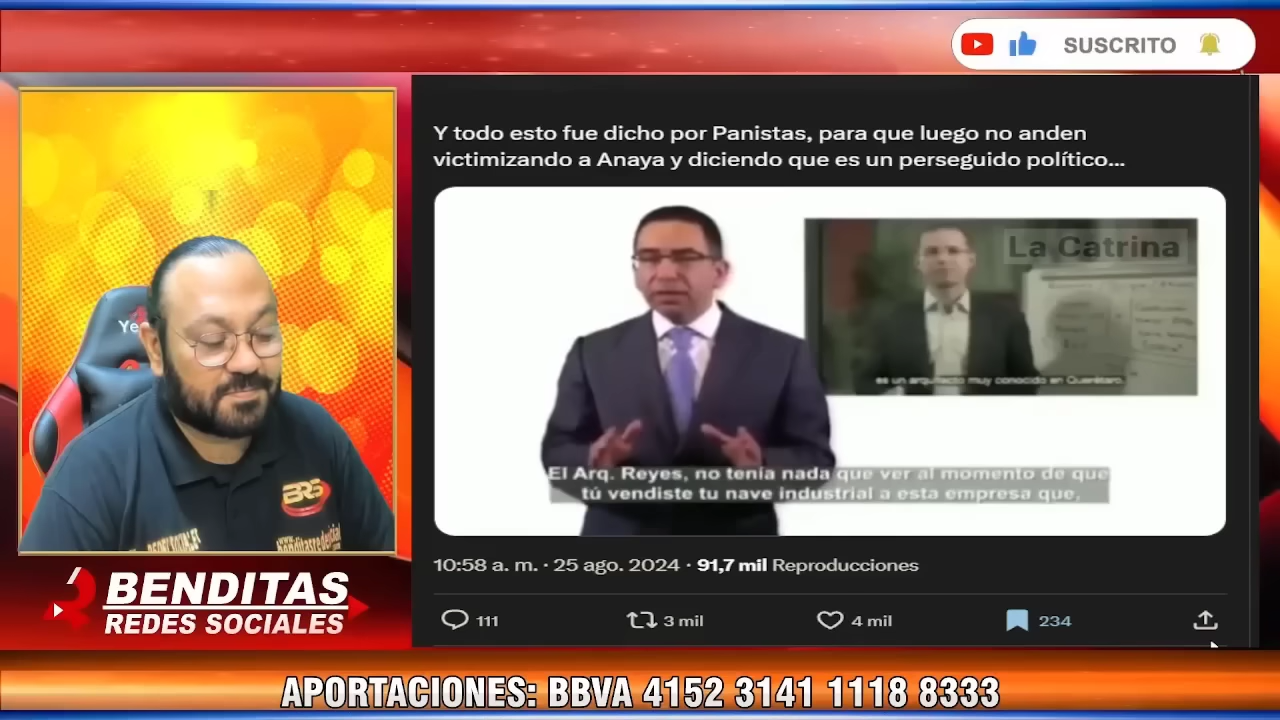 SUSCRITO
Y todo esto fue dicho por Panistas, para que luego no anden
victimizando a Anaya y diciendo que es un perseguido político...
La Catrina
es un arquitecto muy conocido en Querétaro.
El Arq. Reyes, no tenía nada que ver al momento de que
tú vendiste tu nave industrial a esta empresa que,
10:58 a. m. · 25 ago. 2024 · 91,7 mil Reproducciones
111
3 mil
4 mil
234
Ye
BRS
BENDITAS
REDES SOCIALES
APORTACIONES: BBVA 4152 3141 1118 8333